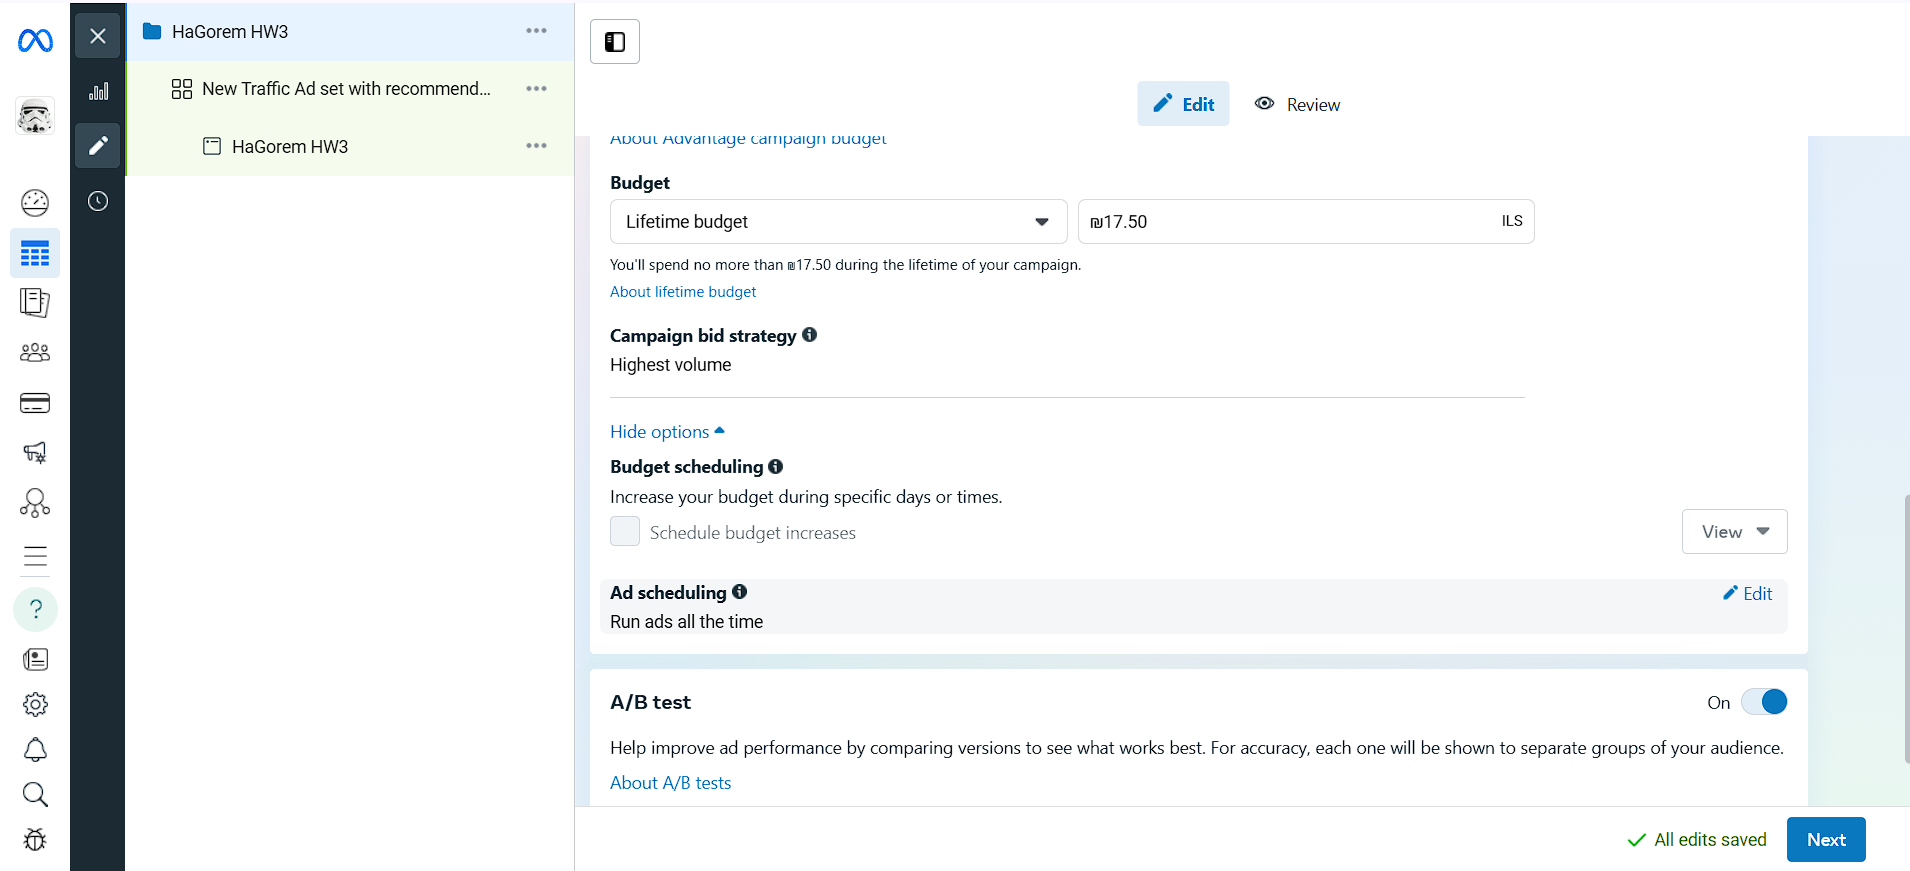 HaGorem HW3
New Traffic Ad set with recommend...
HaGorem HW3
Edit
Review
About Advantage campaign budget
Budget
Lifetime budget
₪17.50
ILS
You'll spend no more than ₪17.50 during the lifetime of your campaign.
About lifetime budget
Campaign bid strategy
Highest volume
Hide options
Budget scheduling
Increase your budget during specific days or times.
Schedule budget increases
View
Ad scheduling
Edit
Run ads all the time
A/B test
On
Help improve ad performance by comparing versions to see what works best. For accuracy, each one will be shown to separate groups of your audience.
About A/B tests
All edits saved
Next